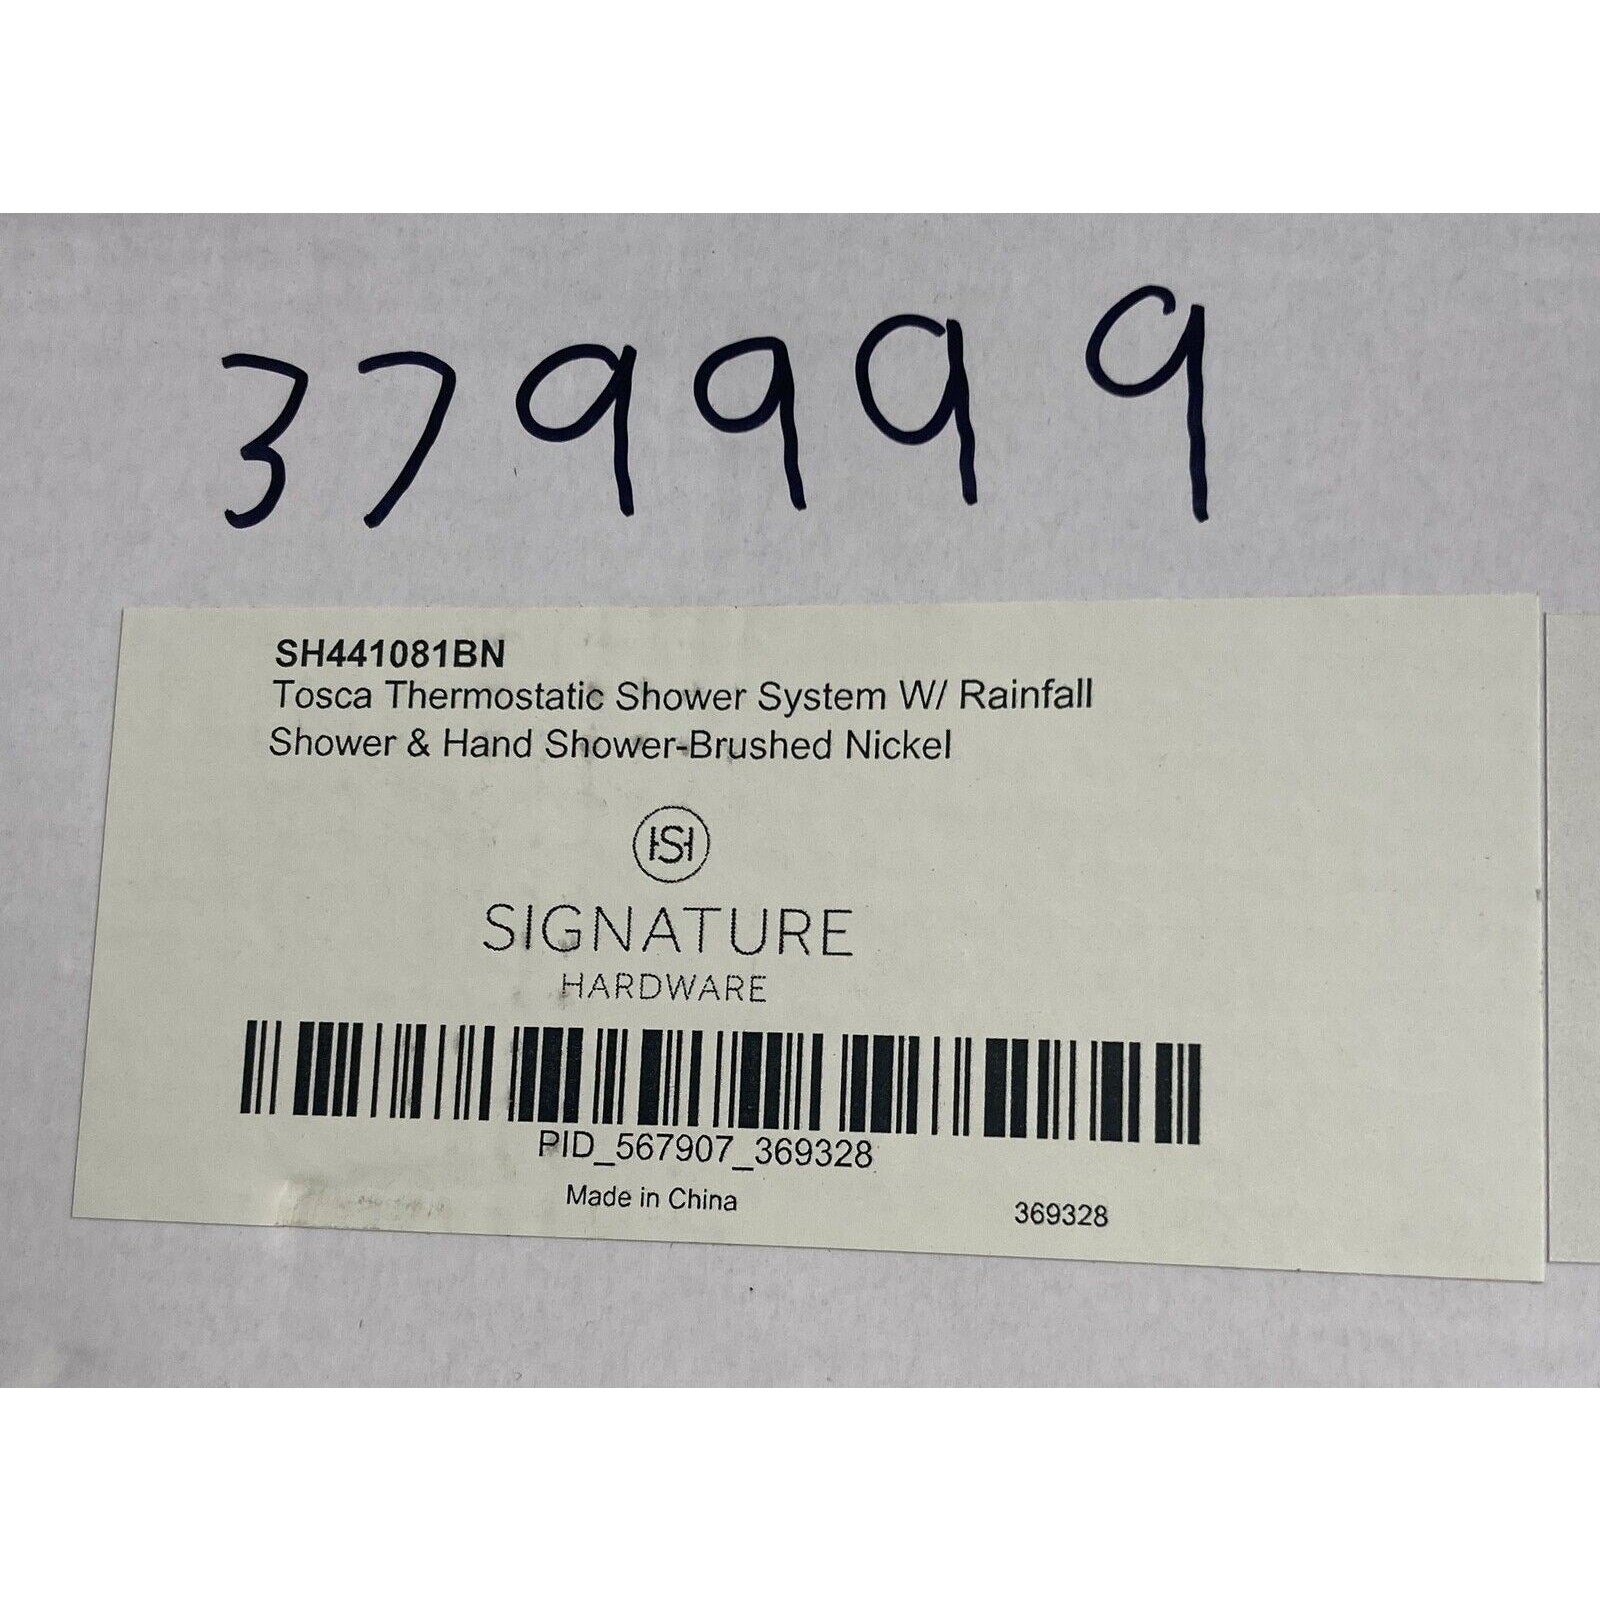 379999
SH441081BN
Tosca Thermostatic Shower System W/ Rainfall
Shower & Hand Shower-Brushed Nickel
HSH
SIGNATURE
HARDWARE
PID_567907_369328
Made in China
369328